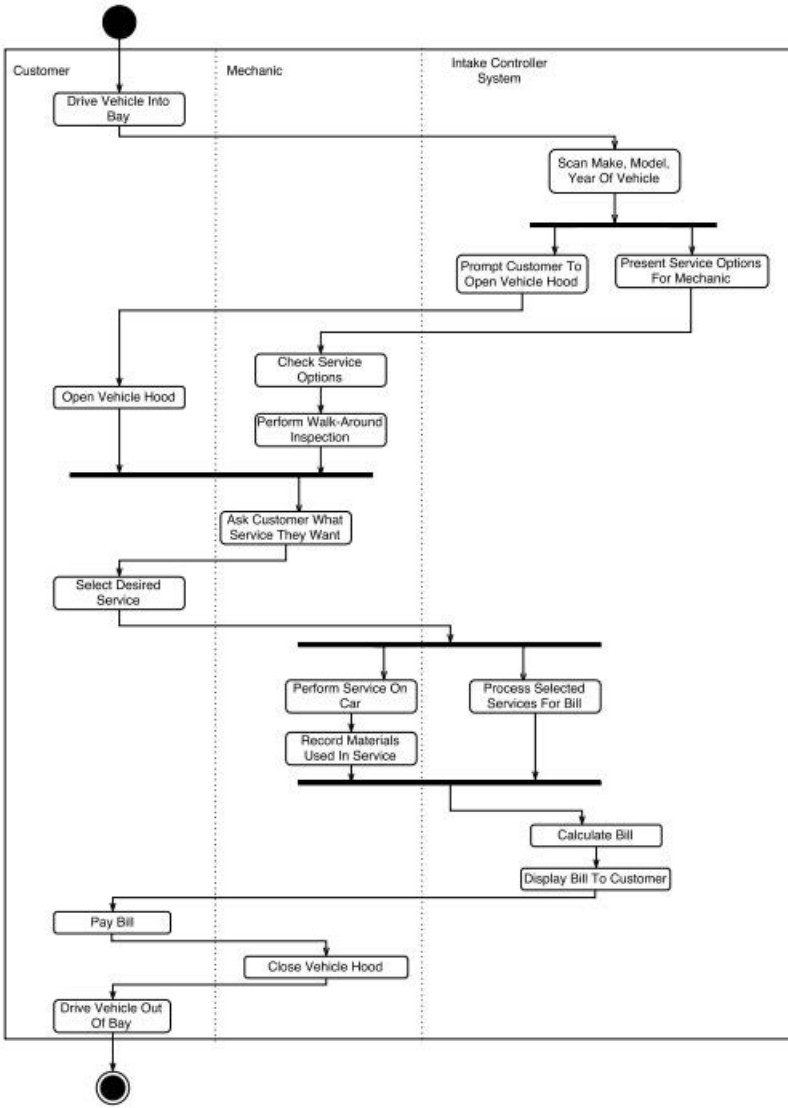 Customer
Mechanic
Intake Controller
System
Drive Vehicle Into
Bay
Scan Make, Model,
Year Of Vehicle
Prompt Customer To
Open Vehicle Hood
Present Service Options
For Mechanic
Check Service
Options
Open Vehicle Hood
Perform Walk-Around
Inspection
Ask Customer What
Service They Want
Select Desired
Service
Perform Service On
Car
Process Selected
Services For Bill
Record Materials
Used In Service
Calculate Bill
Display Bill To Customer
Pay Bill
Close Vehicle Hood
Drive Vehicle Out
Of Bay